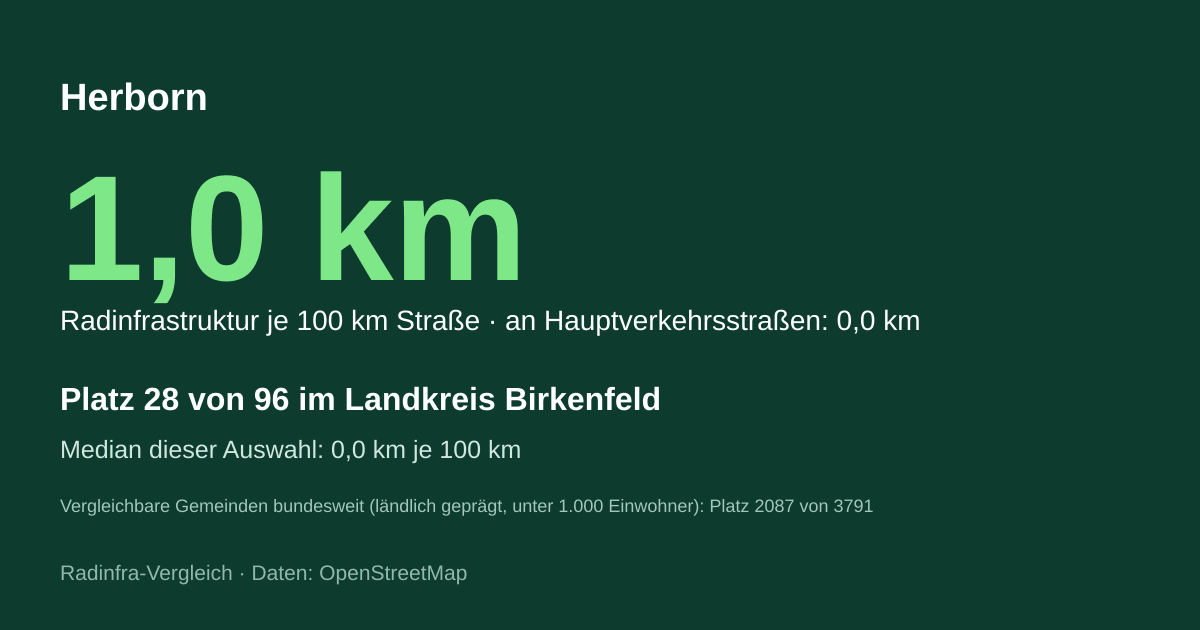 Herborn
1,0 km
Radinfrastruktur je 100 km Straße · an Hauptverkehrsstraßen: 0,0 km
Platz 28 von 96 im Landkreis Birkenfeld
Median dieser Auswahl: 0,0 km je 100 km
Vergleichbare Gemeinden bundesweit (ländlich geprägt, unter 1.000 Einwohner): Platz 2087 von 3791
Radinfra-Vergleich · Daten: OpenStreetMap